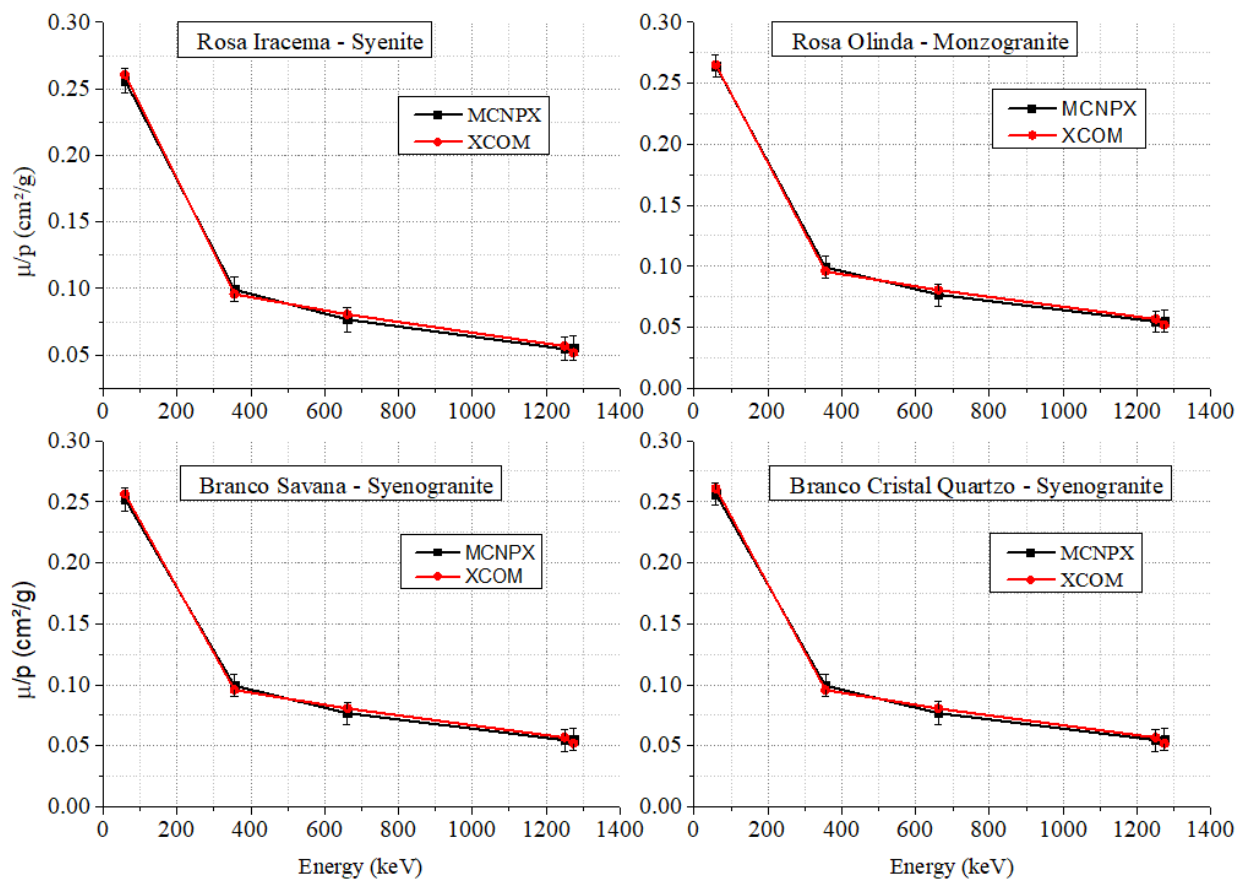 Rosa Iracema - Syenite
MCNPX
XCOM
μ/p (cm²/g)
0.30
0.25
0.20
0.15
0.10
0.05
0 200 400 600 800 1000 1200 1400
Rosa Olinda - Monzogranite
MCNPX
XCOM
0.30
0.25
0.20
0.15
0.10
0.05
0.00
0 200 400 600 800 1000 1200 1400
Branco Savana - Syenogranite
MCNPX
XCOM
μ/p (cm²/g)
0.30
0.25
0.20
0.15
0.10
0.05
0.00
0 200 400 600 800 1000 1200 1400
Energy (keV)
Branco Cristal Quartzo - Syenogranite
MCNPX
XCOM
0.30
0.25
0.20
0.15
0.10
0.05
0.00
0 200 400 600 800 1000 1200 1400
Energy (keV)